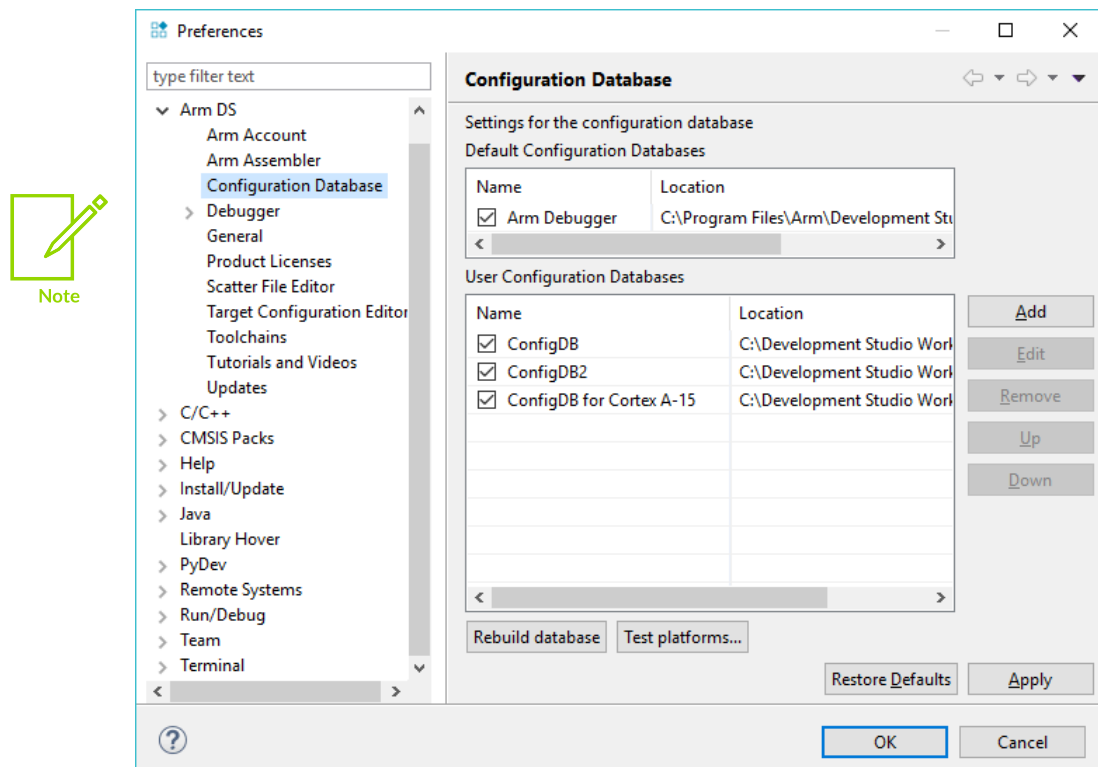 Preferences
type filter text
Arm DS
Arm Account
Arm Assembler
Configuration Database
Debugger
General
Product Licenses
Scatter File Editor
Target Configuration Editor
Toolchains
Tutorials and Videos
Updates
C/C++
CMSIS Packs
Help
Install/Update
Java
Library Hover
PyDev
Remote Systems
Run/Debug
Team
Terminal
Note
Configuration Database
Settings for the configuration database
Default Configuration Databases
Name Location
Arm Debugger C:\Program Files\Arm\Development Stu
User Configuration Databases
Name Location
ConfigDB C:\Development Studio Work
ConfigDB2 C:\Development Studio Work
ConfigDB for Cortex A-15 C:\Development Studio Work
Add
Edit
Remove
Up
Down
Rebuild database Test platforms...
Restore Defaults Apply
OK Cancel